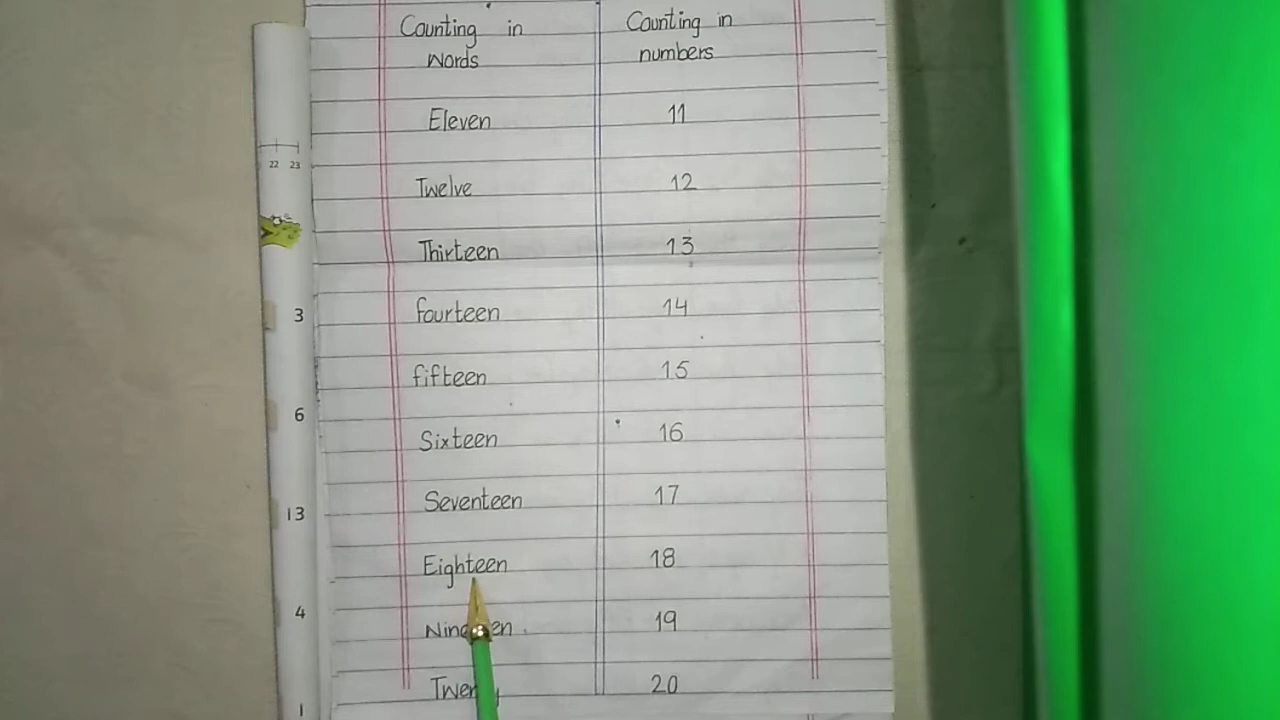 Counting in words
Counting in numbers
Eleven 11
Twelve 12
Thirteen 13
fourteen 14
fifteen 15
Sixteen 16
Seventeen 17
Eighteen 18
19
20
22 23
3
6
13
4
1